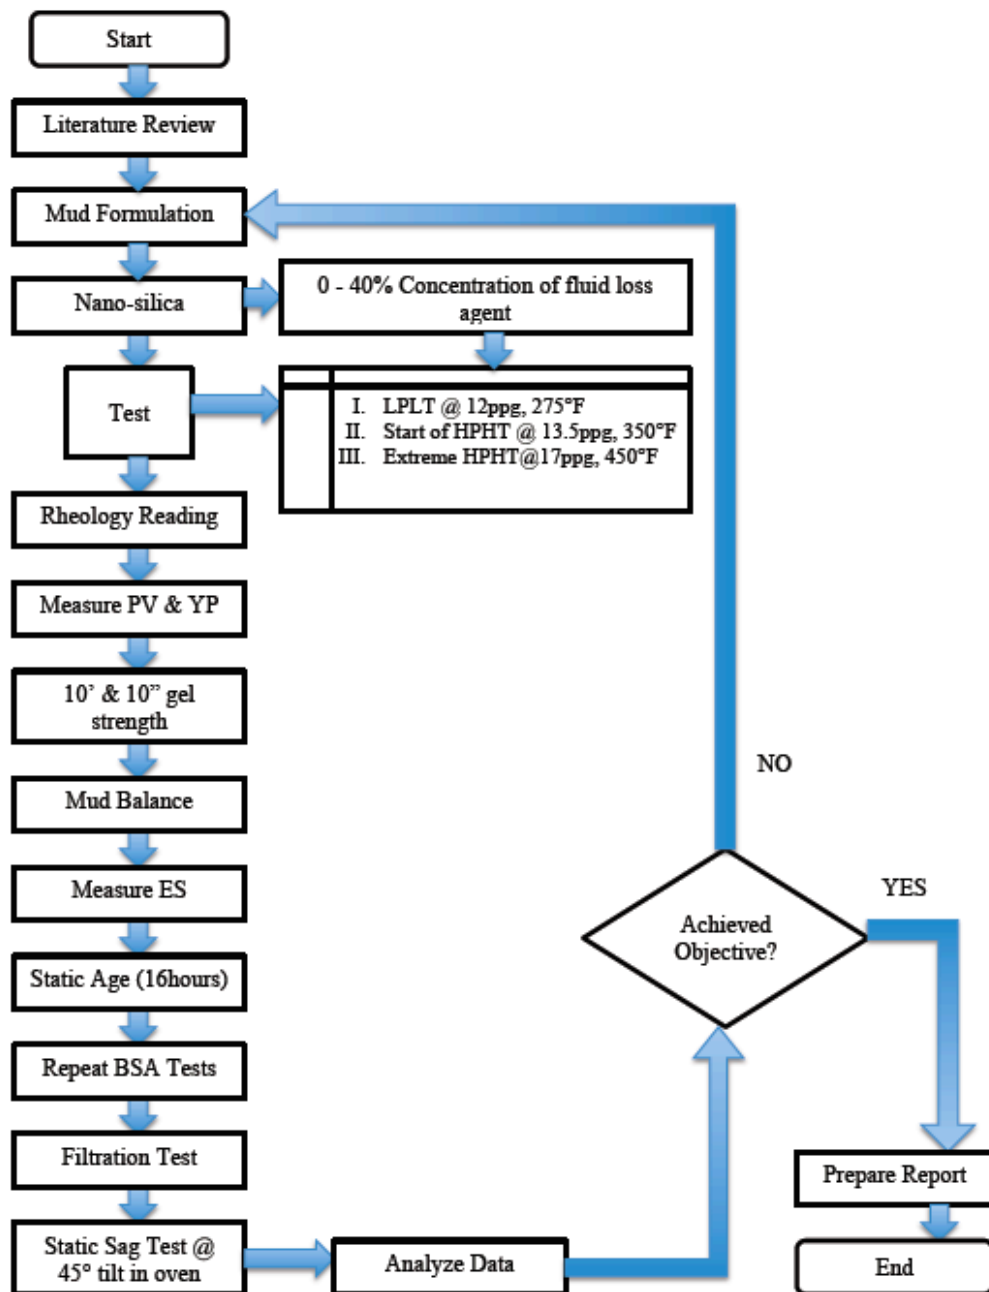 Start
Literature Review
Mud Formulation
Nano-silica
0 - 40% Concentration of fluid loss
agent
Test
I. LPLT @ 12ppg, 275°F
II. Start of HPHT @ 13.5ppg, 350°F
III. Extreme HPHT@17ppg, 450°F
Rheology Reading
Measure PV & YP
10’ & 10” gel
strength
Mud Balance
Measure ES
Static Age (16hours)
Repeat BSA Tests
Filtration Test
Static Sag Test @
45° tilt in oven
Analyze Data
Achieved
Objective?
NO
YES
Prepare Report
End